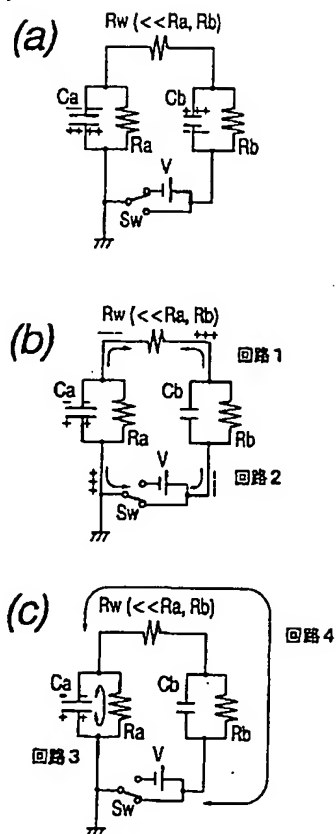 (a)
Rw (<<Ra, Rb)
Ca
Cb
Ra
Rb
V
Sw
(b)
Rw (<<Ra, Rb)
回路1
Ca
Cb
Ra
Rb
V
回路2
Sw
(c)
Rw (<<Ra, Rb)
回路4
Ca
Cb
Ra
Rb
回路3
V
Sw